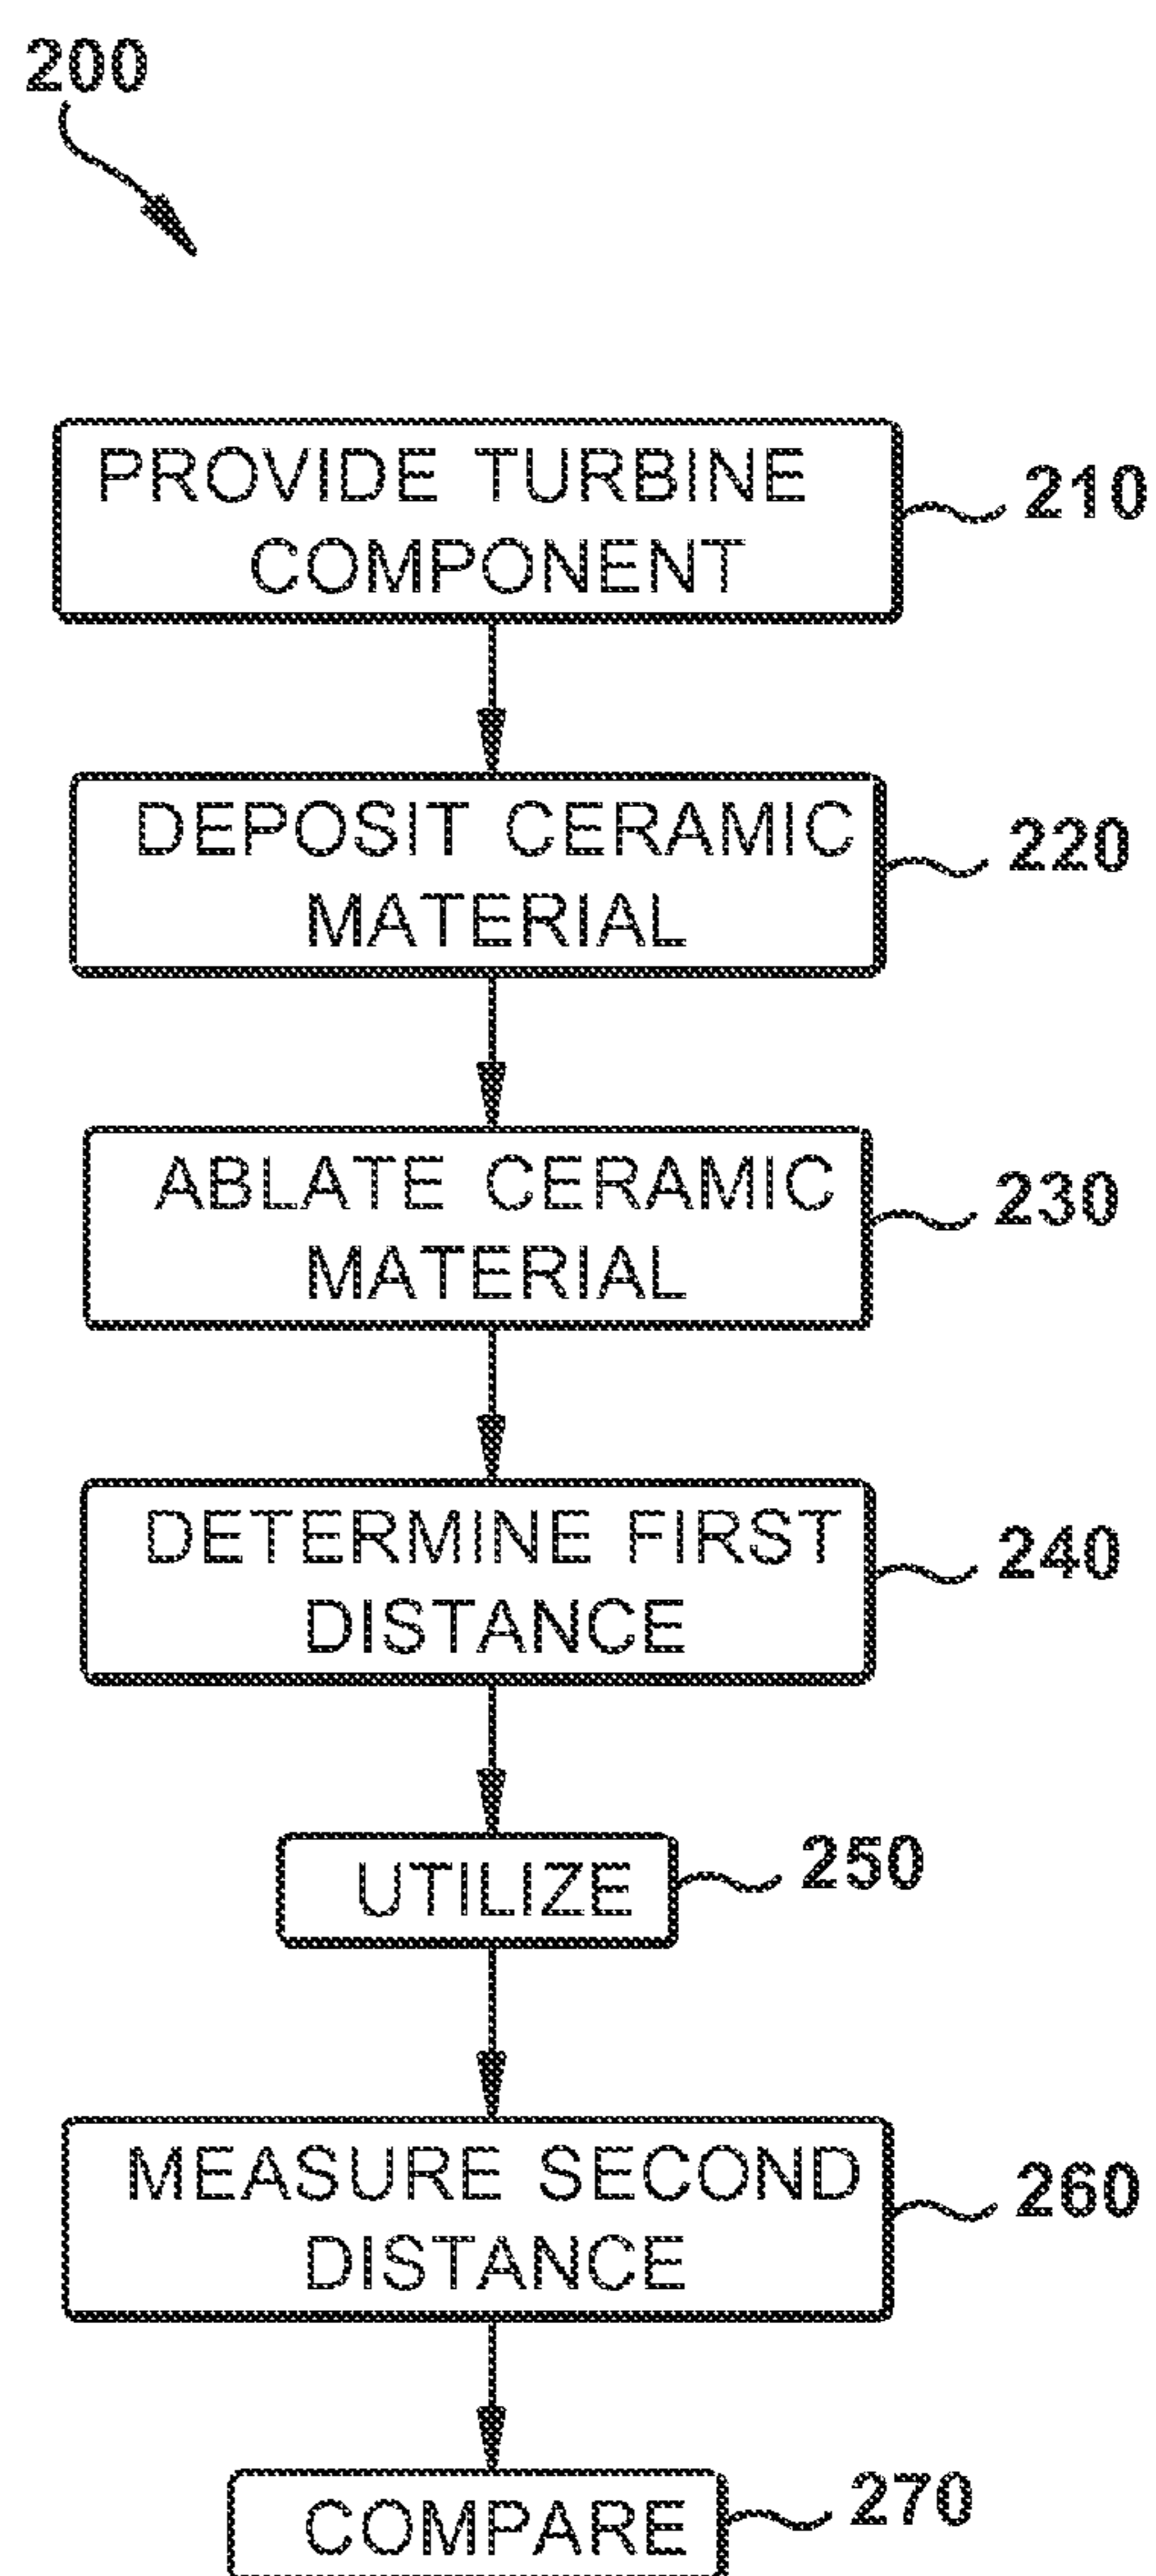 200
PROVIDE TURBINE
COMPONENT
210
DEPOSIT CERAMIC
MATERIAL
220
ABLATE CERAMIC
MATERIAL
230
DETERMINE FIRST
DISTANCE
240
UTILIZE
250
MEASURE SECOND
DISTANCE
260
COMPARE
270